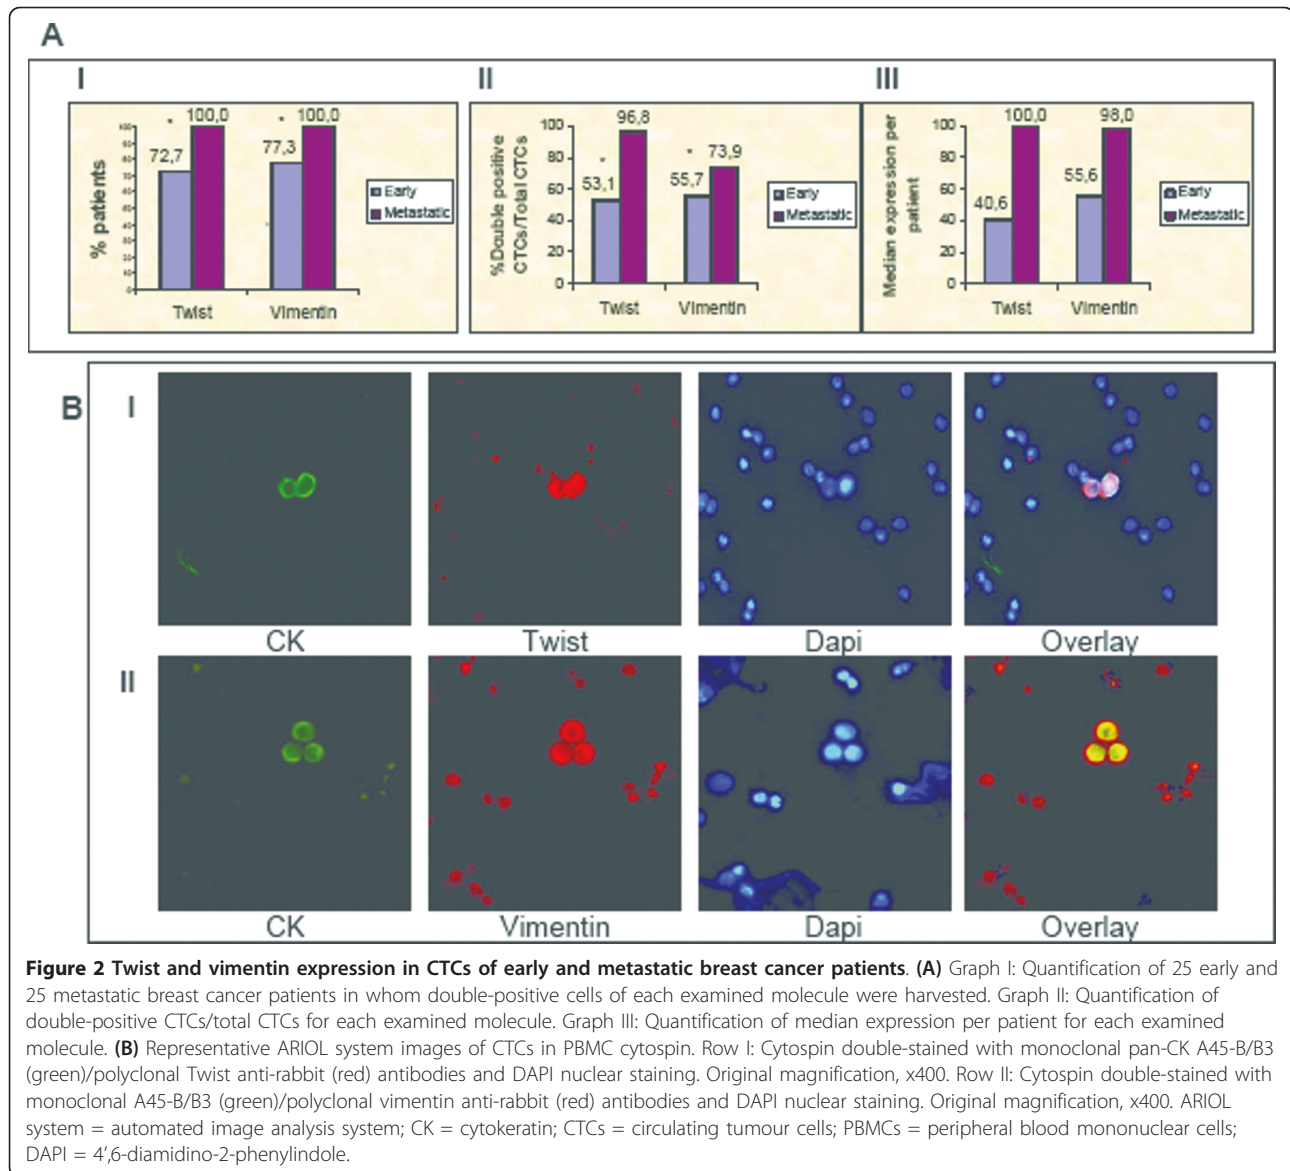 A
I
II
III
% patients
100
90
80
70
60
50
40
30
20
10
0
72,7
* 100,0
77,3
* 100,0
Twist
Vimentin
Early
Metastatic
%Double positive
CTCs/Total CTCs
100
80
60
40
20
0
*
53,1
96,8
*
55,7
73,9
Twist
Vimentin
Early
Metastatic
Median expression per
patient
100
80
60
40
20
0
40,6
100,0
55,6
98,0
Twist
Vimentin
Early
Metastatic
B
I
CK
Twist
Dapi
Overlay
II
CK
Vimentin
Dapi
Overlay
Figure 2 Twist and vimentin expression in CTCs of early and metastatic breast cancer patients. (A) Graph I: Quantification of 25 early and
25 metastatic breast cancer patients in whom double-positive cells of each examined molecule were harvested. Graph II: Quantification of
double-positive CTCs/total CTCs for each examined molecule. Graph III: Quantification of median expression per patient for each examined
molecule. (B) Representative ARIOL system images of CTCs in PBMC cytospin. Row I: Cytospin double-stained with monoclonal pan-CK A45-B/B3
(green)/polyclonal Twist anti-rabbit (red) antibodies and DAPI nuclear staining. Original magnification, x400. Row II: Cytospin double-stained with
monoclonal A45-B/B3 (green)/polyclonal vimentin anti-rabbit (red) antibodies and DAPI nuclear staining. Original magnification, x400. ARIOL
system = automated image analysis system; CK = cytokeratin; CTCs = circulating tumour cells; PBMCs = peripheral blood mononuclear cells;
DAPI = 4',6-diamidino-2-phenylindole.